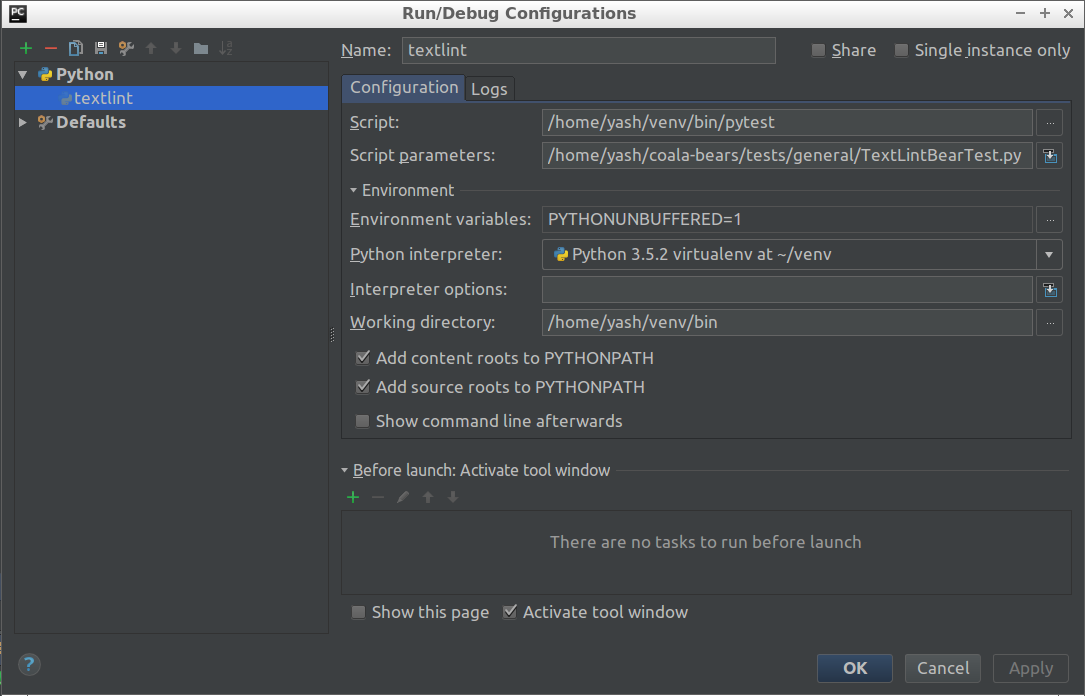 PC
Run/Debug Configurations
Name: textlint Share Single instance only
Python
textlint
Defaults
Configuration Logs
Script: /home/yash/venv/bin/pytest ...
Script parameters: /home/yash/coala-bears/tests/general/TextLintBearTest.py
Environment
Environment variables: PYTHONUNBUFFERED=1 ...
Python interpreter: Python 3.5.2 virtualenv at ~/venv
Interpreter options:
Working directory: /home/yash/venv/bin ...
Add content roots to PYTHONPATH
Add source roots to PYTHONPATH
Show command line afterwards
Before launch: Activate tool window
There are no tasks to run before launch
Show this page Activate tool window
? OK Cancel Apply